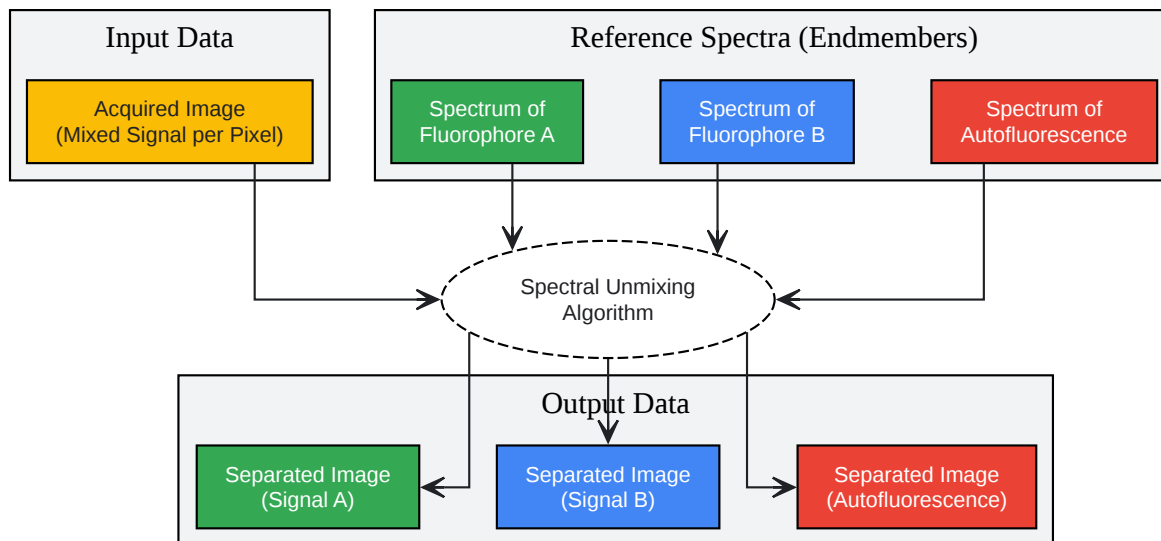 Input Data
Acquired Image
(Mixed Signal per Pixel)
Reference Spectra (Endmembers)
Spectrum of
Fluorophore A
Spectrum of
Fluorophore B
Spectrum of
Autofluorescence
Spectral Unmixing
Algorithm
Output Data
Separated Image
(Signal A)
Separated Image
(Signal B)
Separated Image
(Autofluorescence)